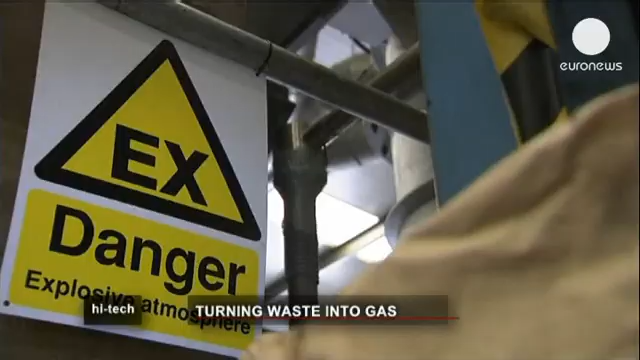 euronews
EX
Danger
Explosive atmosphere
hi-tech
TURNING WASTE INTO GAS